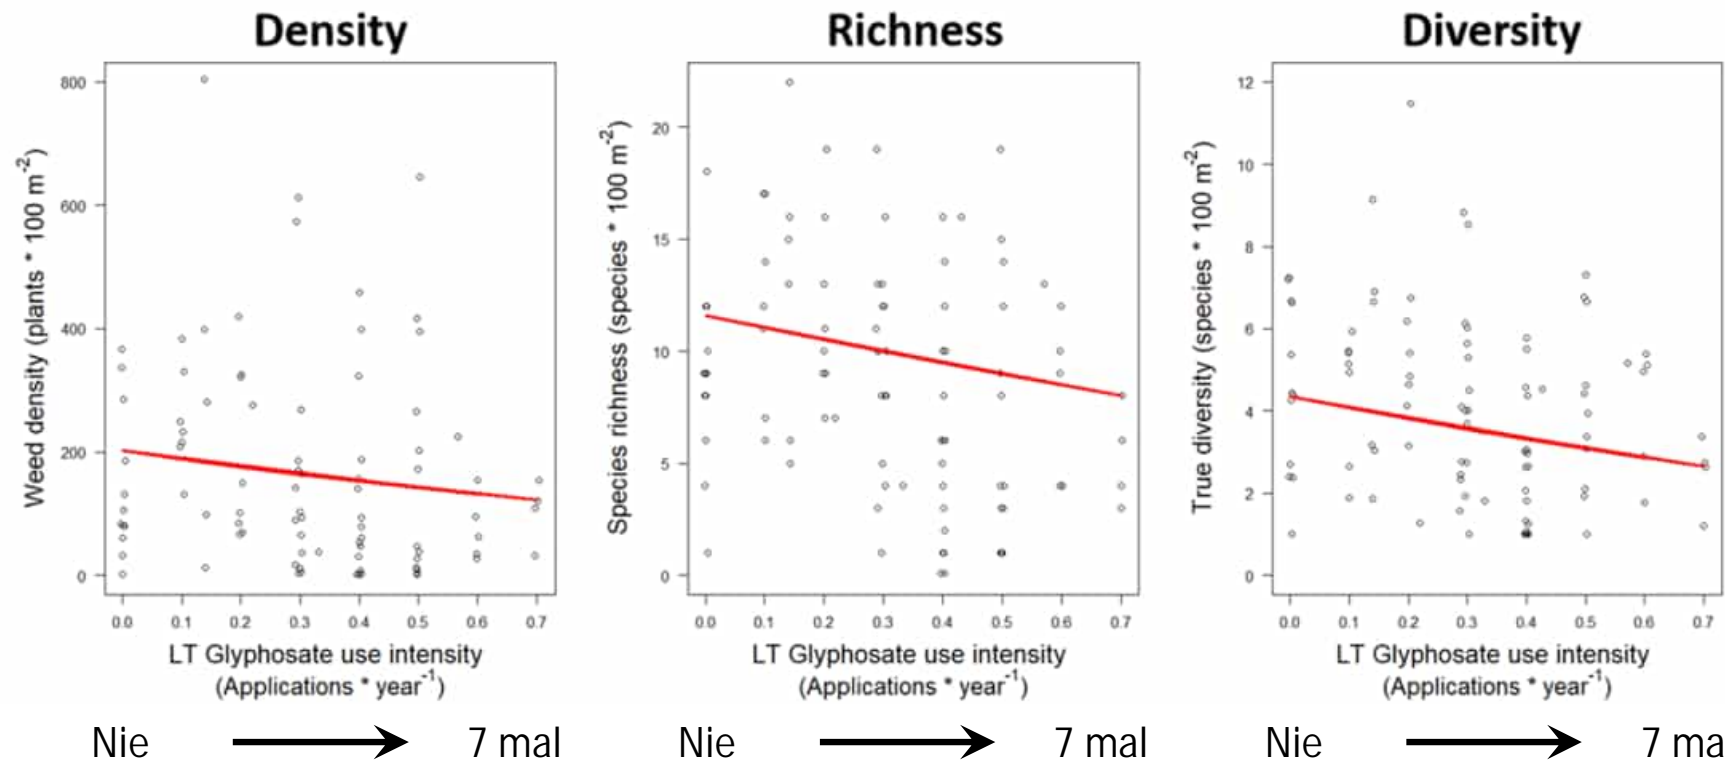 Density
Weed density (plants * 100 m⁻²)
800
600
400
200
0
0.0 0.1 0.2 0.3 0.4 0.5 0.6 0.7
LT Glyphosate use intensity
(Applications * year⁻¹)
Nie 7 mal
Richness
Species richness (species * 100 m⁻²)
20
15
10
5
0
0.0 0.1 0.2 0.3 0.4 0.5 0.6 0.7
LT Glyphosate use intensity
(Applications * year⁻¹)
Nie 7 mal
Diversity
True diversity (species * 100 m⁻²)
12
10
8
6
4
2
0
0.0 0.1 0.2 0.3 0.4 0.5 0.6 0.7
LT Glyphosate use intensity
(Applications * year⁻¹)
Nie 7 ma